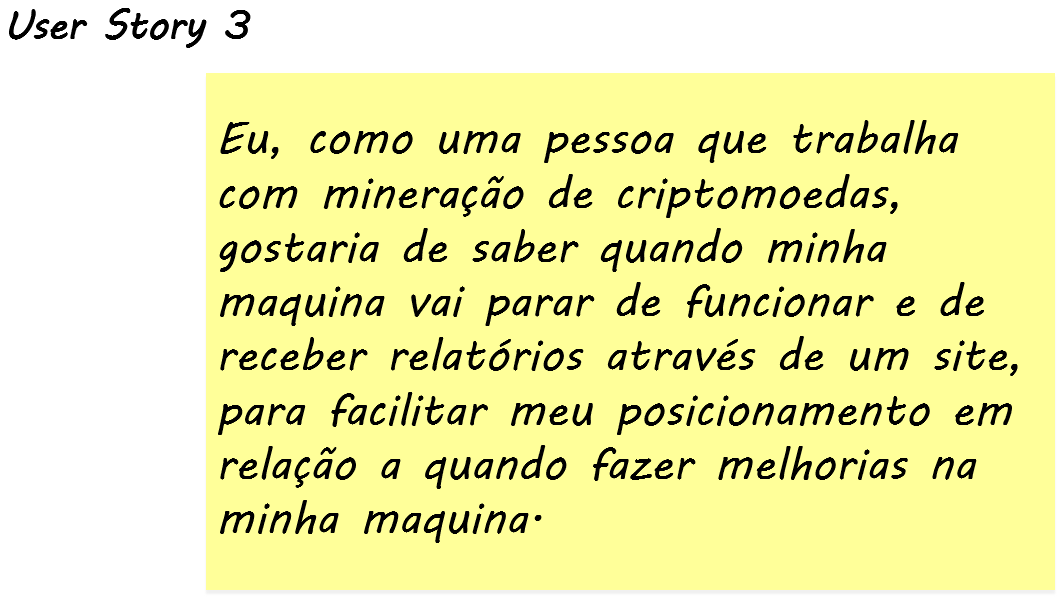 User Story 3
Eu, como uma pessoa que trabalha
com mineração de criptomoedas,
gostaria de saber quando minha
maquina vai parar de funcionar e de
receber relatórios através de um site,
para facilitar meu posicionamento em
relação a quando fazer melhorias na
minha maquina.